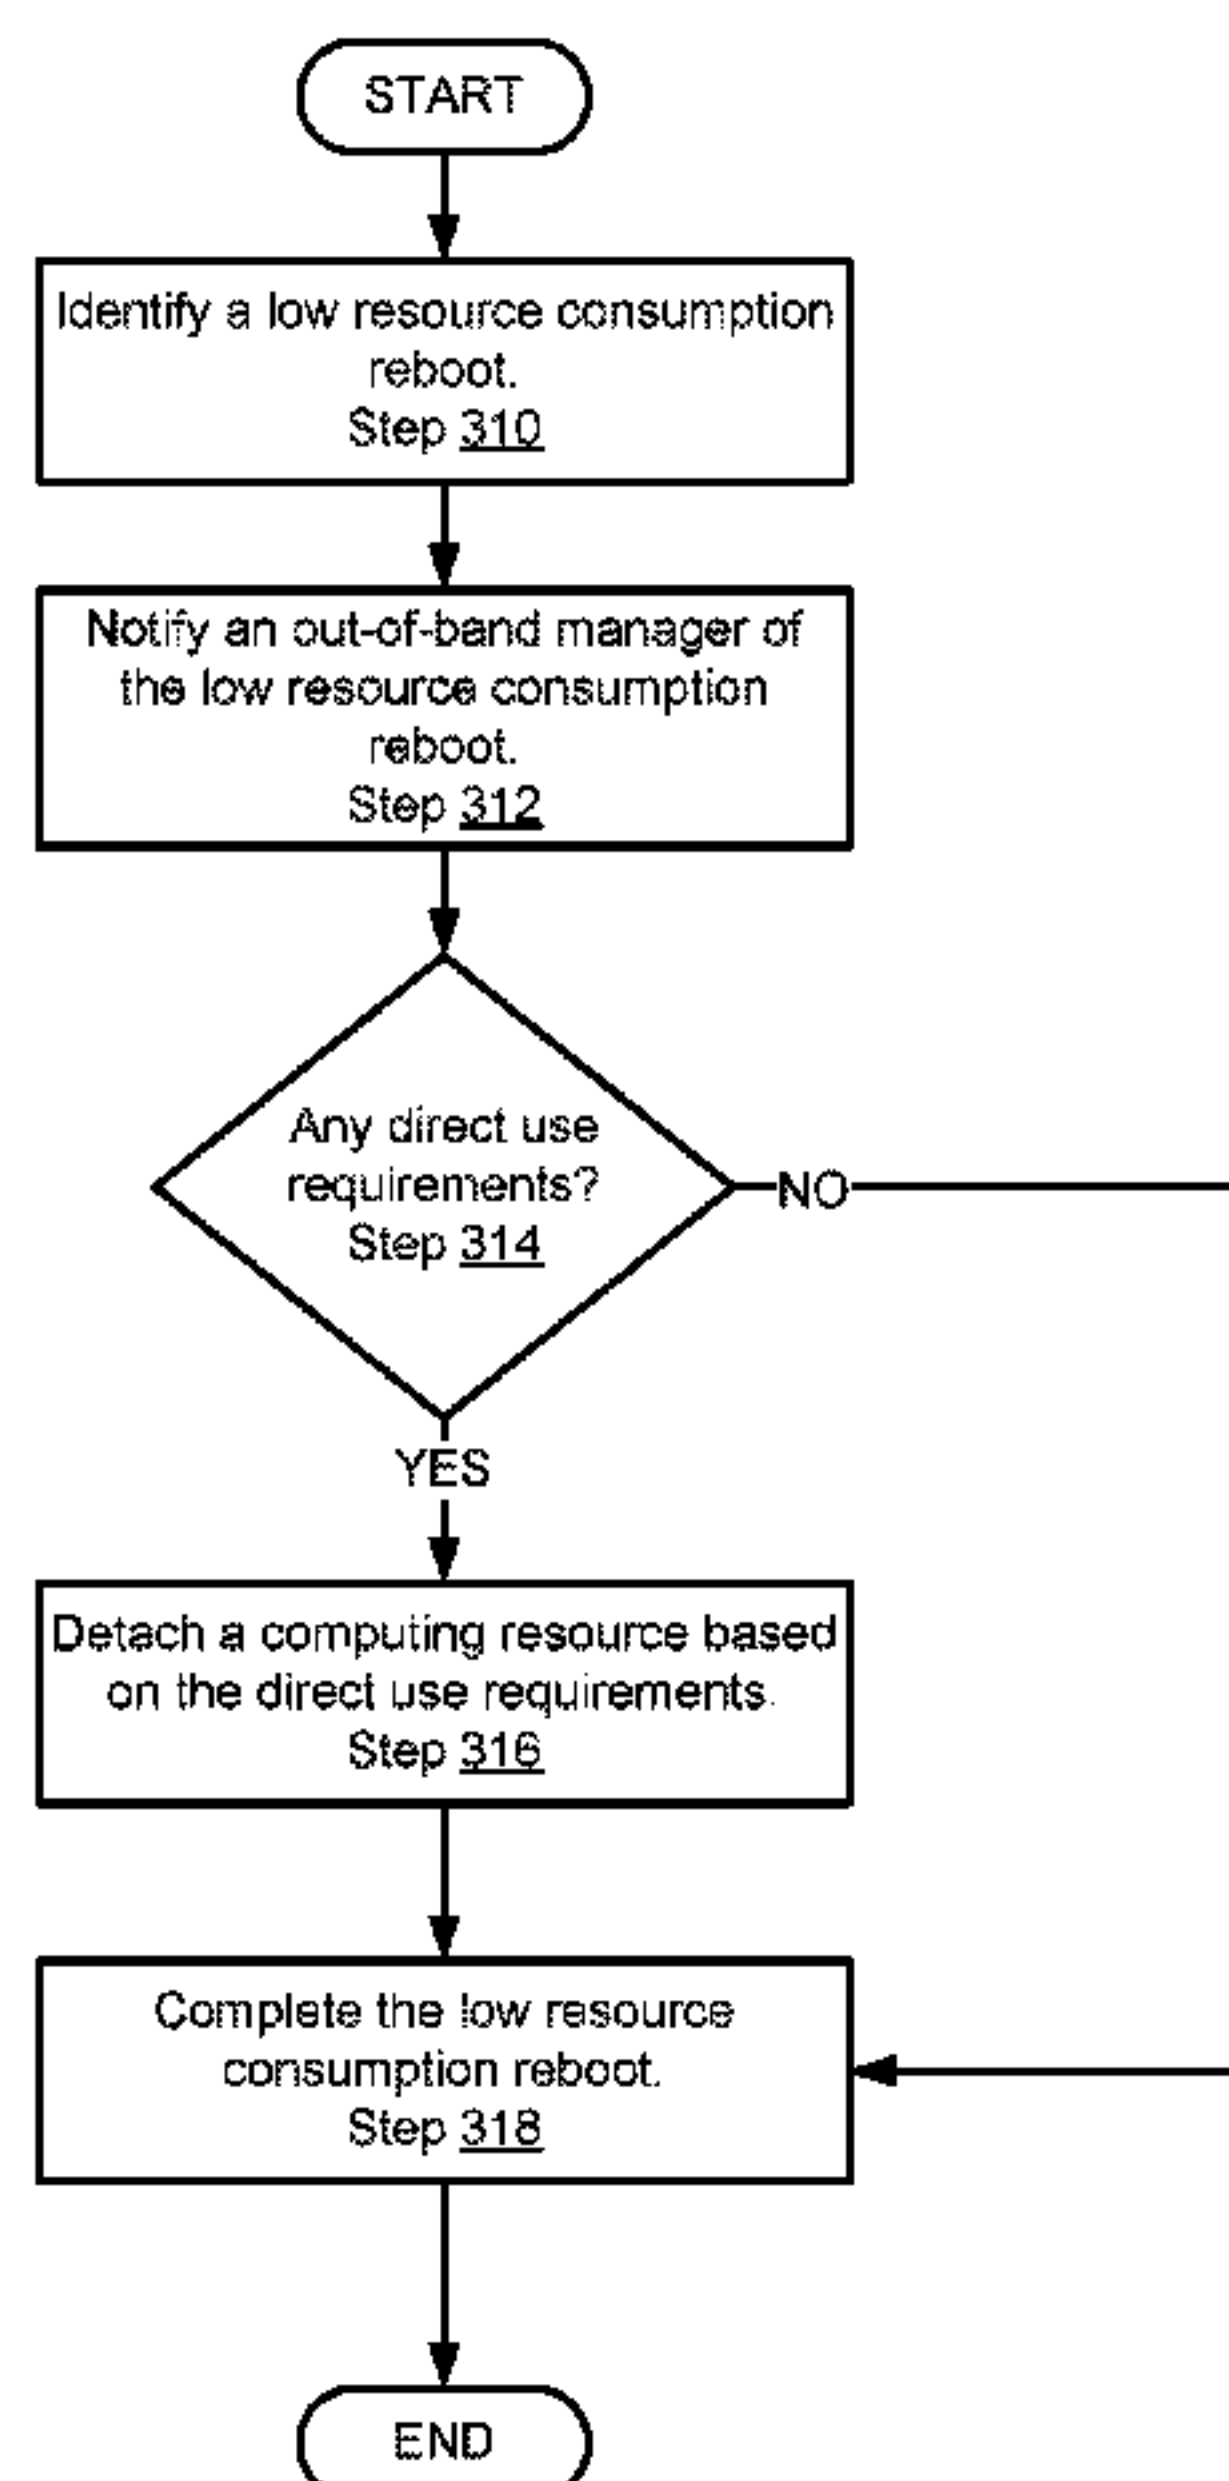 START
Identify a low resource consumption
reboot.
Step 310
Notify an out-of-band manager of
the low resource consumption
reboot.
Step 312
Any direct use
requirements?
Step 314
NO
YES
Detach a computing resource based
on the direct use requirements.
Step 316
Complete the low resource
consumption reboot.
Step 318
END